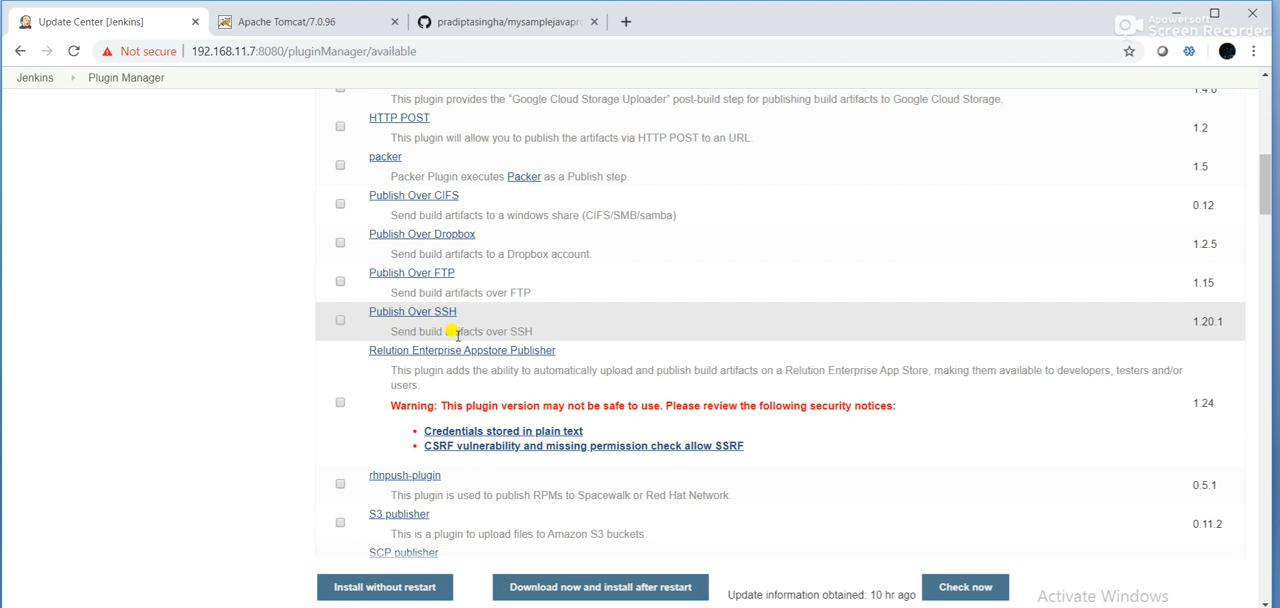 Update Center [Jenkins]
Apache Tomcat/7.0.96
pradiptasingha/mysamplejavapro
Apowersoft
Screen Recorder
Not secure
192.168.11.7:8080/pluginManager/available
Jenkins
Plugin Manager
1.4.0
This plugin provides the "Google Cloud Storage Uploader" post-build step for publishing build artifacts to Google Cloud Storage.
HTTP POST
1.2
This plugin will allow you to publish the artifacts via HTTP POST to an URL.
packer
1.5
Packer Plugin executes Packer as a Publish step.
Publish Over CIFS
0.12
Send build artifacts to a windows share (CIFS/SMB/samba)
Publish Over Dropbox
1.2.5
Send build artifacts to a Dropbox account.
Publish Over FTP
1.15
Send build artifacts over FTP
Publish Over SSH
1.20.1
Send build artifacts over SSH
Relution Enterprise Appstore Publisher
This plugin adds the ability to automatically upload and publish build artifacts on a Relution Enterprise App Store, making them available to developers, testers and/or
users.
Warning: This plugin version may not be safe to use. Please review the following security notices:
1.24
• Credentials stored in plain text
• CSRF vulnerability and missing permission check allow SSRF
rhnpush-plugin
0.5.1
This plugin is used to publish RPMs to Spacewalk or Red Hat Network.
S3 publisher
0.11.2
This is a plugin to upload files to Amazon S3 buckets.
SCP publisher
Install without restart
Download now and install after restart
Update information obtained: 10 hr ago
Check now
Activate Windows